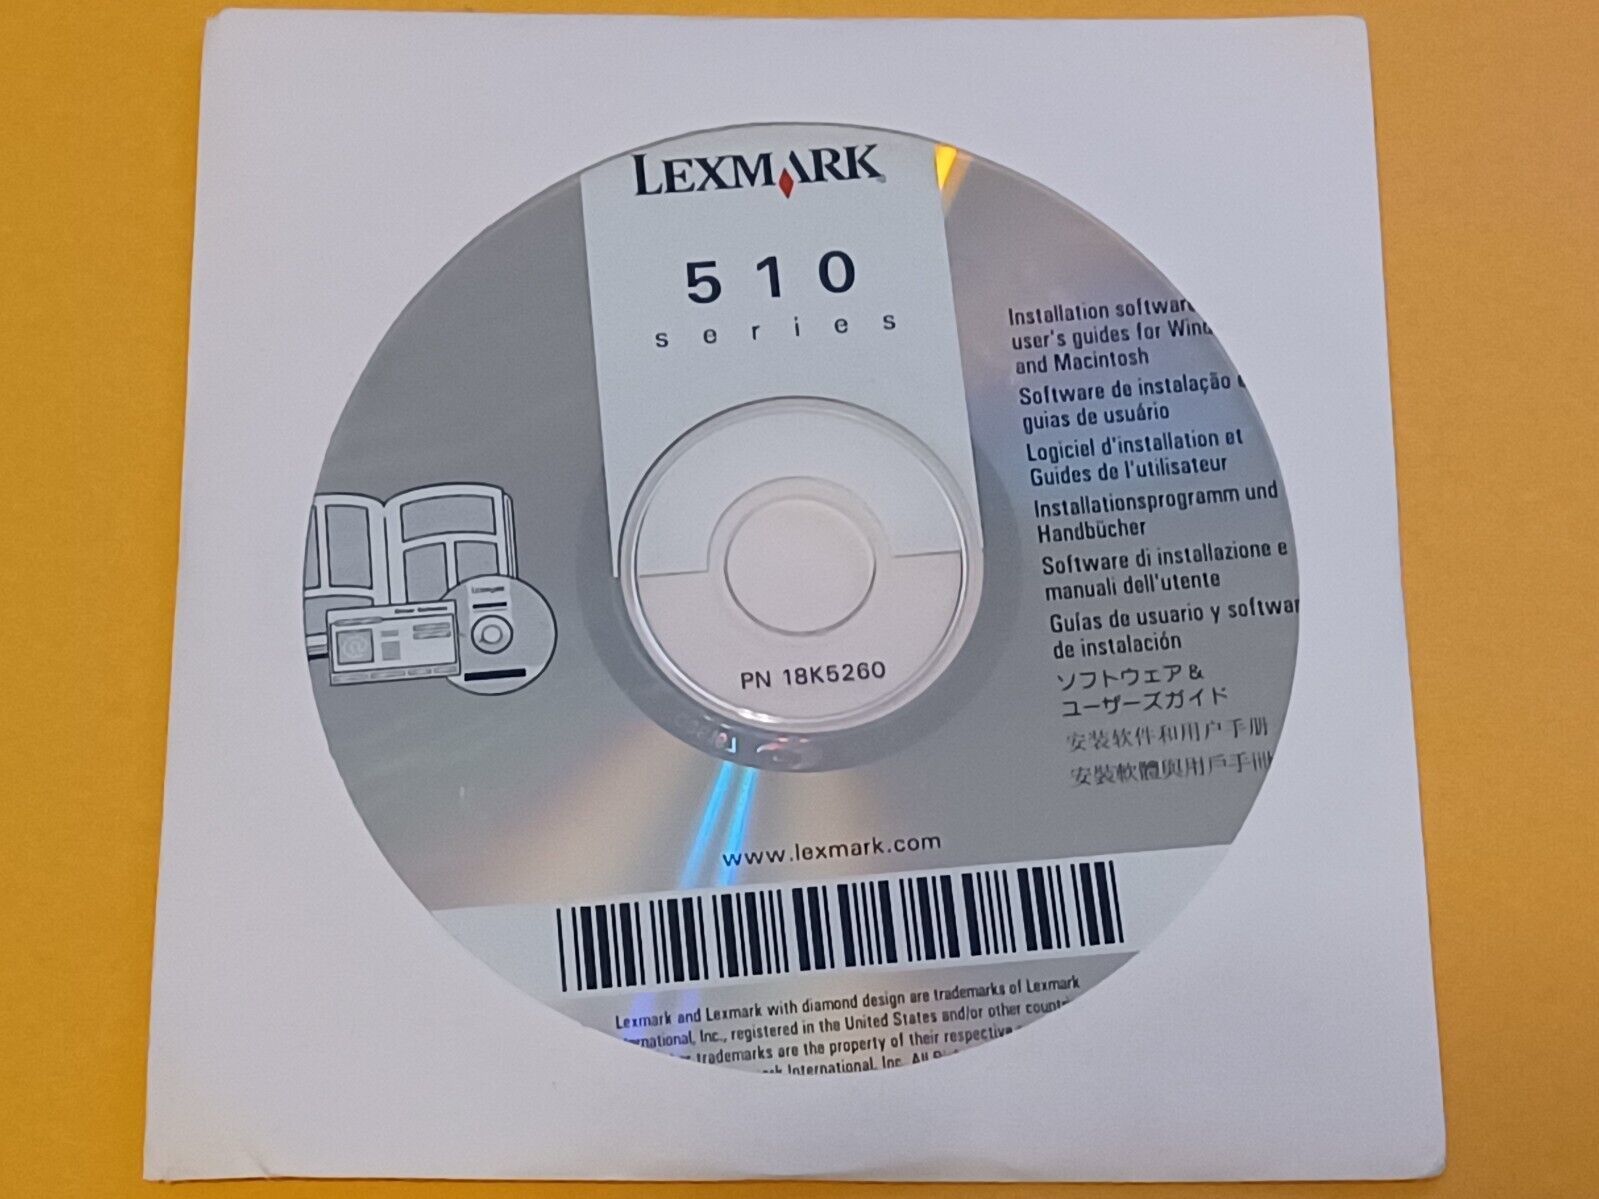 LEXMARK
510
series
Installation software
user's guides for
and Macintosh
Software de instalação
guias de usuário
Logiciel d'installation et
Guides de l'utilisateur
Installationsprogramm und
Handbücher
Software di installazione e
manuali dell'utente
Guías de usuario y
de instalación
ソフトウェア &
ユーザーズガイド
安装软件和用户手册
安裝軟體與用戶手冊
PN 18K5260
www.lexmark.com
Lexmark and Lexmark with diamond design are trademarks of Lexmark
Inc., registered in the United States and/or other
trademarks are the property of their respective
International, Inc. All